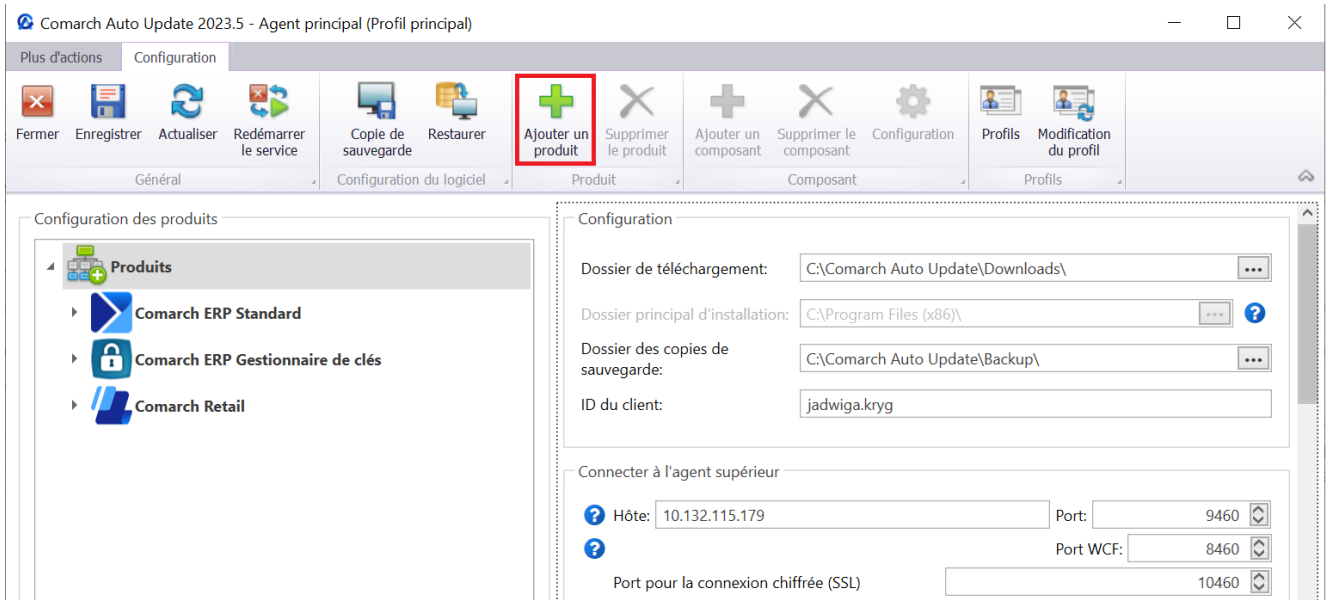 Comarch Auto Update 2023.5 - Agent principal (Profil principal)
Plus d'actions Configuration
Fermer Enregistrer Actualiser Redémarrer le service Copie de sauvegarde Restaurer Ajouter un produit Supprimer le produit Ajouter un composant Supprimer le composant Configuration Profils Modification du profil
Général Configuration du logiciel Produit Composant Profils
Configuration des produits
Produits
Comarch ERP Standard
Comarch ERP Gestionnaire de clés
Comarch Retail
Configuration
Dossier de téléchargement: C:\Comarch Auto Update\Downloads\ ...
Dossier principal d'installation: C:\Program Files (x86)\ ... ?
Dossier des copies de
sauvegarde: C:\Comarch Auto Update\Backup\ ...
ID du client: jadwiga.kryg
Connecter à l'agent supérieur
? Hôte: 10.132.115.179 Port: 9460
? Port WCF: 8460
Port pour la connexion chiffrée (SSL) 10460